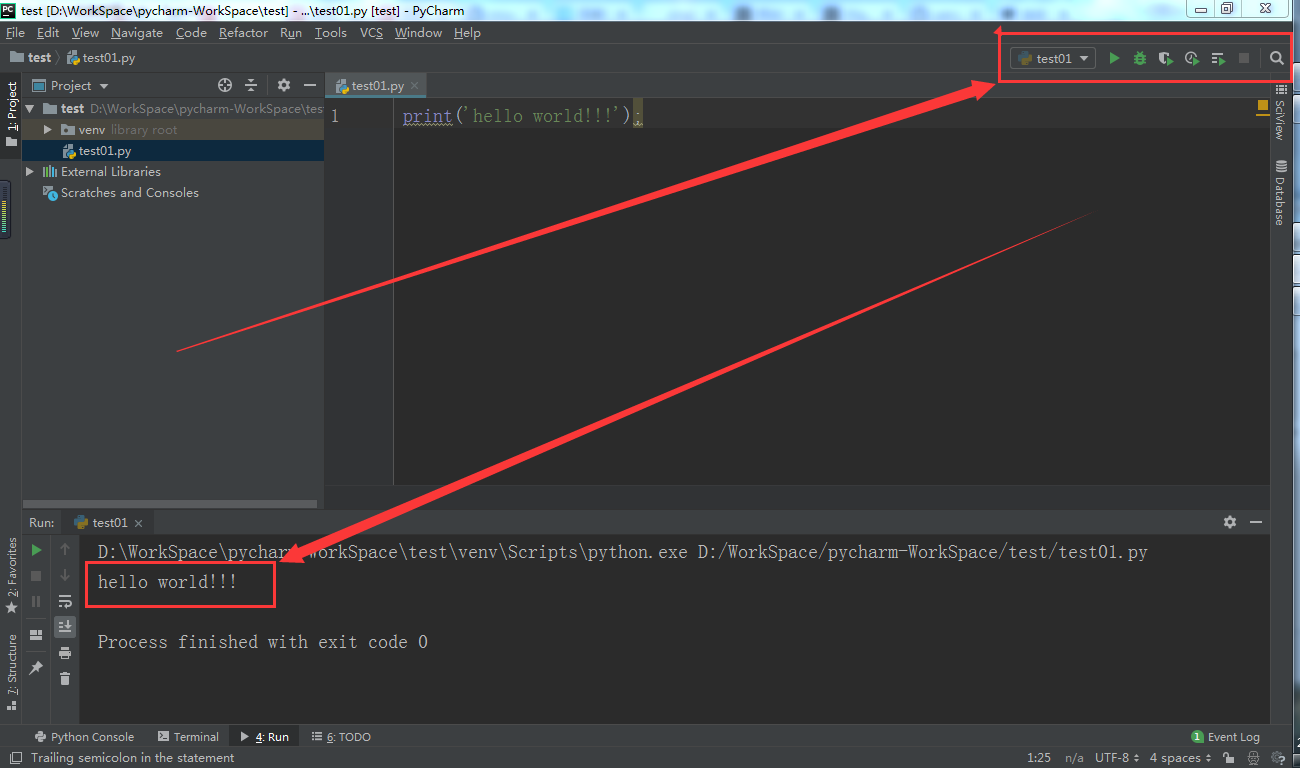 PC test [D:\WorkSpace\pycharm-WorkSpace\test] - ...\test01.py [test] - PyCharm
File Edit View Navigate Code Refactor Run Tools VCS Window Help
test test01.py
test01
Project
test01.py
1: Project
test D:\WorkSpace\pycharm-WorkSpace\tes
venv library root
test01.py
External Libraries
Scratches and Consoles
1 print('hello world!!!');
SciView
Database
Run: test01
D:\WorkSpace\pycharm-WorkSpace\test\venv\Scripts\python.exe D:/WorkSpace/pycharm-WorkSpace/test/test01.py
hello world!!!
Process finished with exit code 0
2: Favorites
7: Structure
Python Console Terminal 4: Run 6: TODO 1 Event Log
Trailing semicolon in the statement 1:25 n/a UTF-8 4 spaces